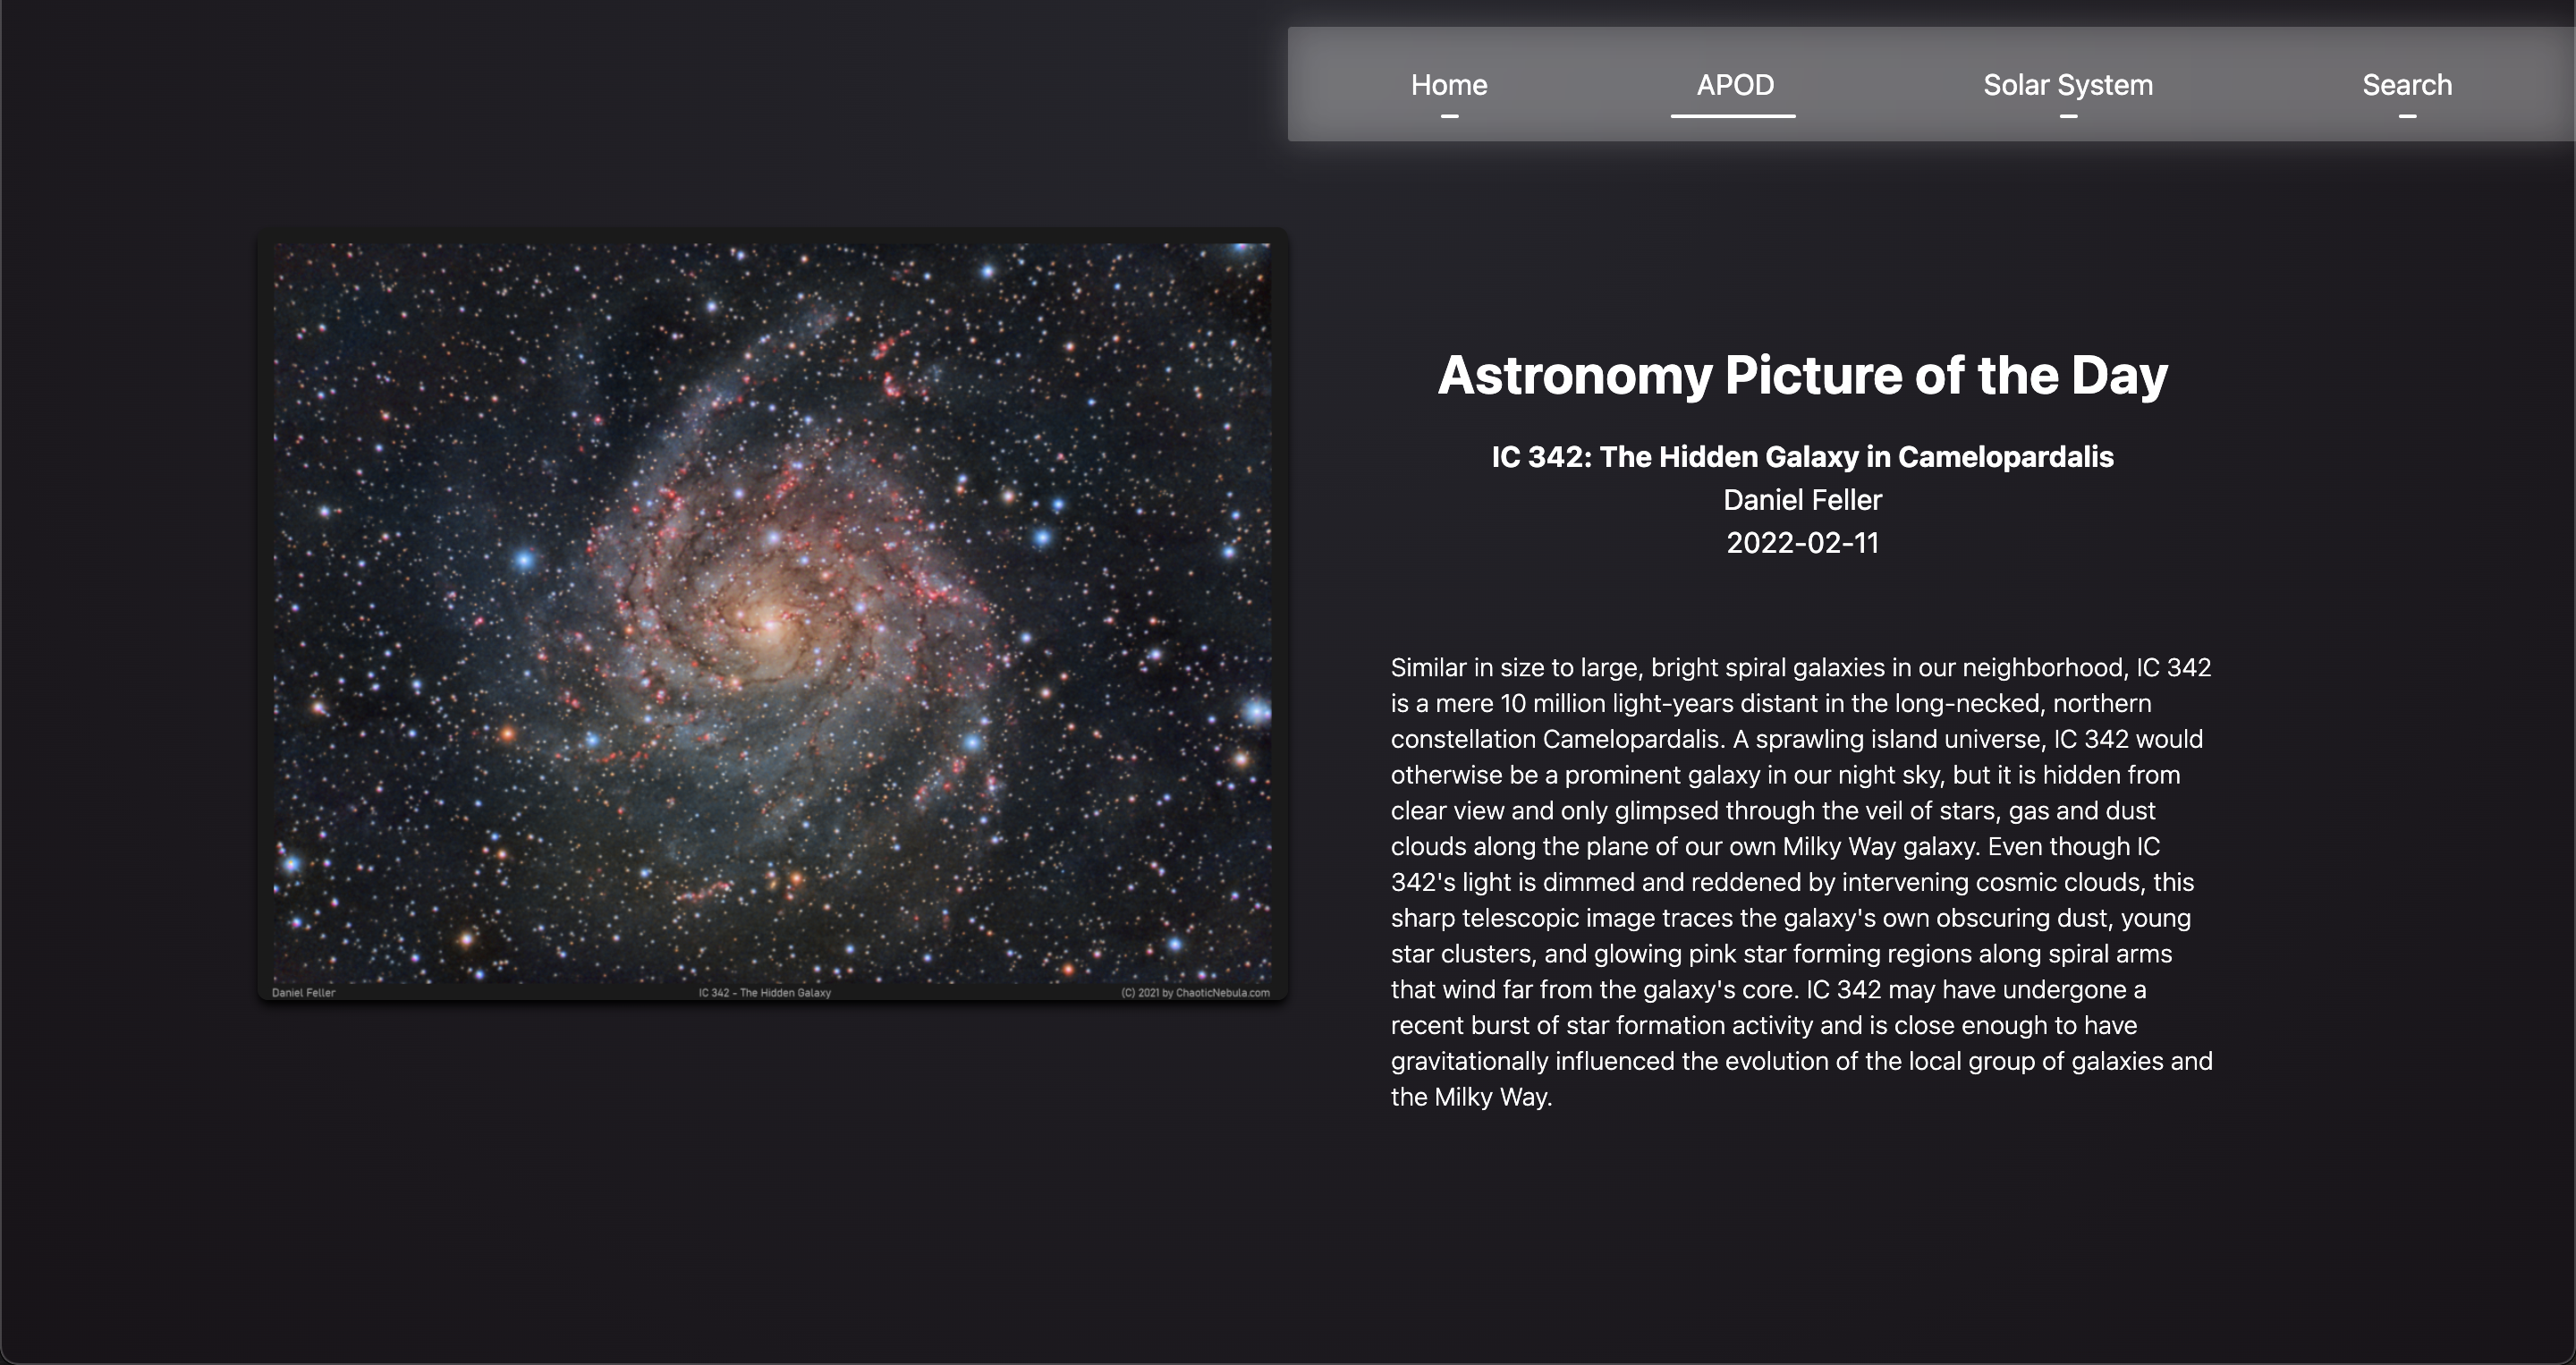 Home APOD Solar System Search
Astronomy Picture of the Day
IC 342: The Hidden Galaxy in Camelopardalis
Daniel Feller
2022-02-11
Similar in size to large, bright spiral galaxies in our neighborhood, IC 342
is a mere 10 million light-years distant in the long-necked, northern
constellation Camelopardalis. A sprawling island universe, IC 342 would
otherwise be a prominent galaxy in our night sky, but it is hidden from
clear view and only glimpsed through the veil of stars, gas and dust
clouds along the plane of our own Milky Way galaxy. Even though IC
342's light is dimmed and reddened by intervening cosmic clouds, this
sharp telescopic image traces the galaxy's own obscuring dust, young
star clusters, and glowing pink star forming regions along spiral arms
that wind far from the galaxy's core. IC 342 may have undergone a
recent burst of star formation activity and is close enough to have
gravitationally influenced the evolution of the local group of galaxies and
the Milky Way.
Daniel Feller IC 342 - The Hidden Galaxy (C) 2021 by ChaoticNebula.com